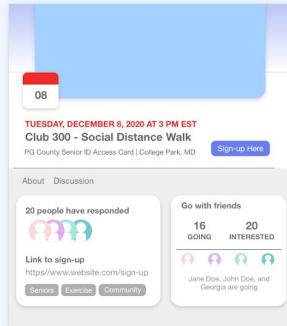 08
TUESDAY, DECEMBER 8, 2020 AT 3 PM EST
Club 300 - Social Distance Walk
PG County Senior ID Access Card | College Park, MD
Sign-up Here
About Discussion
20 people have responded
Link to sign-up
https//www.website.com/sign-up
Seniors Exercise Community
Go with friends
16 20
GOING INTERESTED
Jane Doe, John Doe, and
Georgia are going